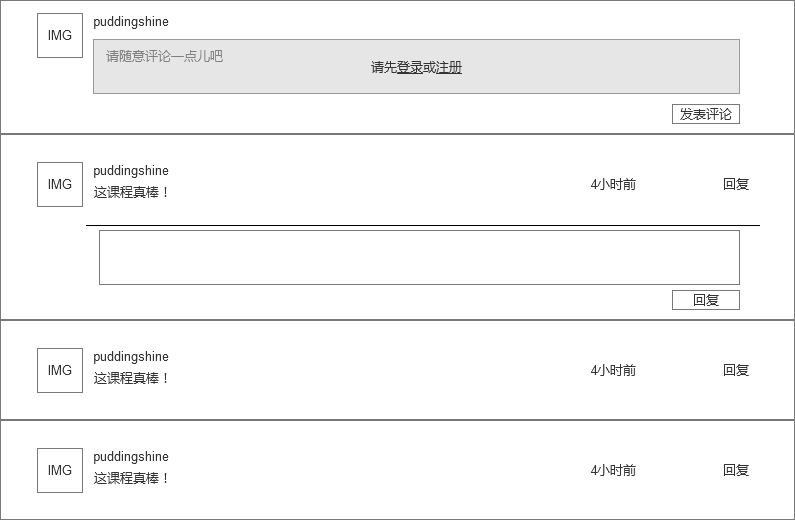 IMG
puddingshine
请随意评论一点儿吧
请先登录或注册
发表评论
IMG
puddingshine
这课程真棒！
4小时前
回复
回复
IMG
puddingshine
这课程真棒！
4小时前
回复
IMG
puddingshine
这课程真棒！
4小时前
回复